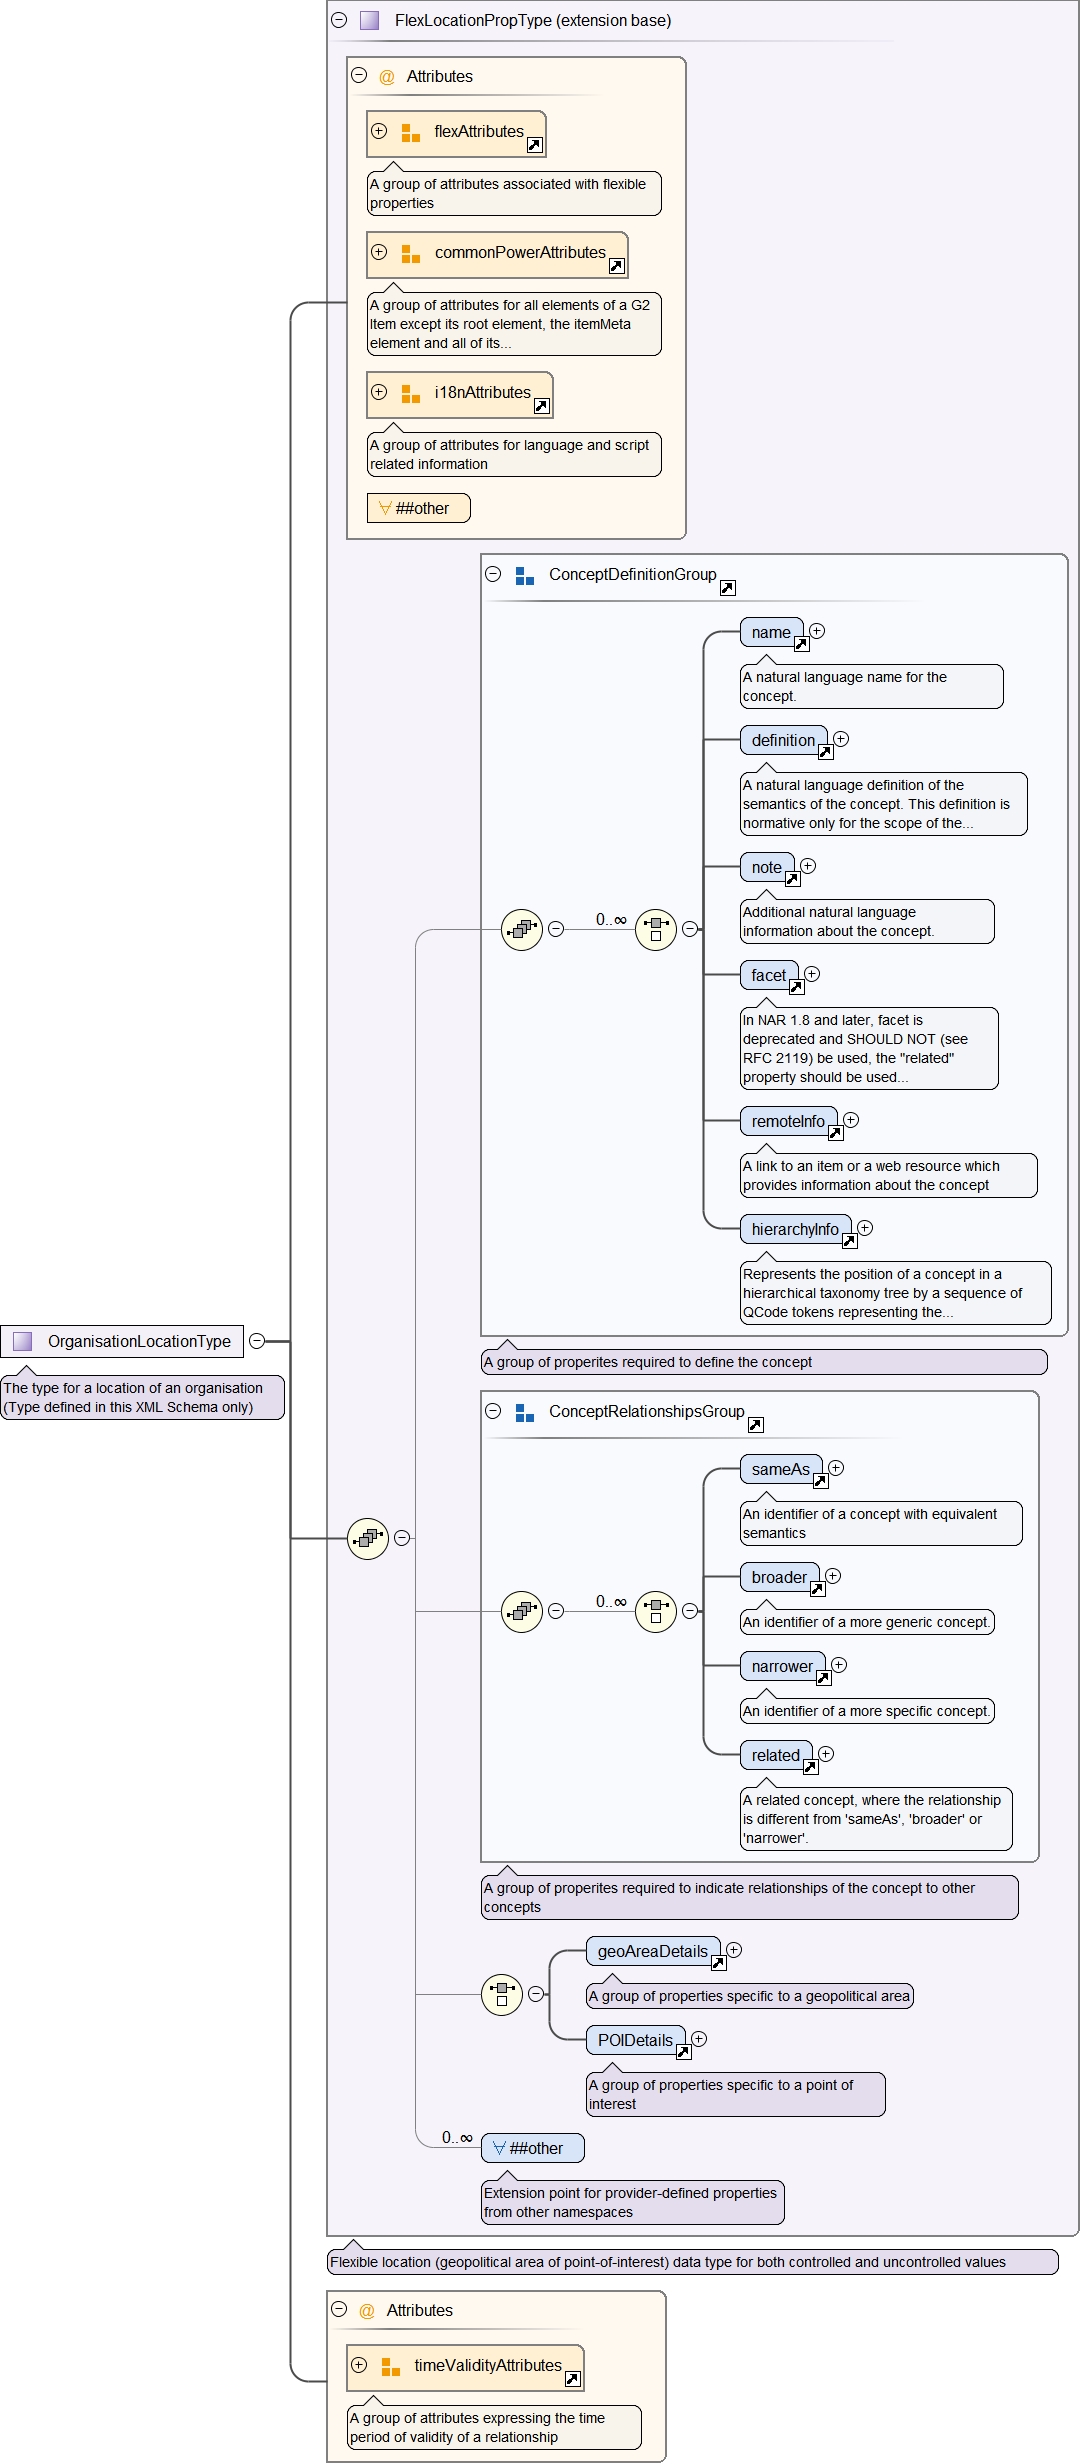 FlexLocationPropType (extension base)
@ Attributes
flexAttributes
A group of attributes associated with flexible
properties
commonPowerAttributes
A group of attributes for all elements of a G2
Item except its root element, the itemMeta
element and all of its...
i18nAttributes
A group of attributes for language and script
related information
##other
ConceptDefinitionGroup
name
A natural language name for the
concept.
definition
A natural language definition of the
semantics of the concept. This definition is
normative only for the scope of the...
note
Additional natural language
information about the concept.
0..∞
facet
In NAR 1.8 and later, facet is
deprecated and SHOULD NOT (see
RFC 2119) be used, the "related"
property should be used...
remoteInfo
A link to an item or a web resource which
provides information about the concept
hierarchyInfo
Represents the position of a concept in a
hierarchical taxonomy tree by a sequence of
QCode tokens representing the...
OrganisationLocationType
The type for a location of an organisation
(Type defined in this XML Schema only)
A group of properites required to define the concept
ConceptRelationshipsGroup
sameAs
An identifier of a concept with equivalent
semantics
broader
0..∞
An identifier of a more generic concept.
narrower
An identifier of a more specific concept.
related
A related concept, where the relationship
is different from 'sameAs', 'broader' or
'narrower'.
A group of properites required to indicate relationships of the concept to other
concepts
geoAreaDetails
A group of properties specific to a geopolitical area
POIDetails
A group of properties specific to a point of
interest
0..∞
##other
Extension point for provider-defined properties
from other namespaces
Flexible location (geopolitical area of point-of-interest) data type for both controlled and uncontrolled values
@ Attributes
timeValidityAttributes
A group of attributes expressing the time
period of validity of a relationship